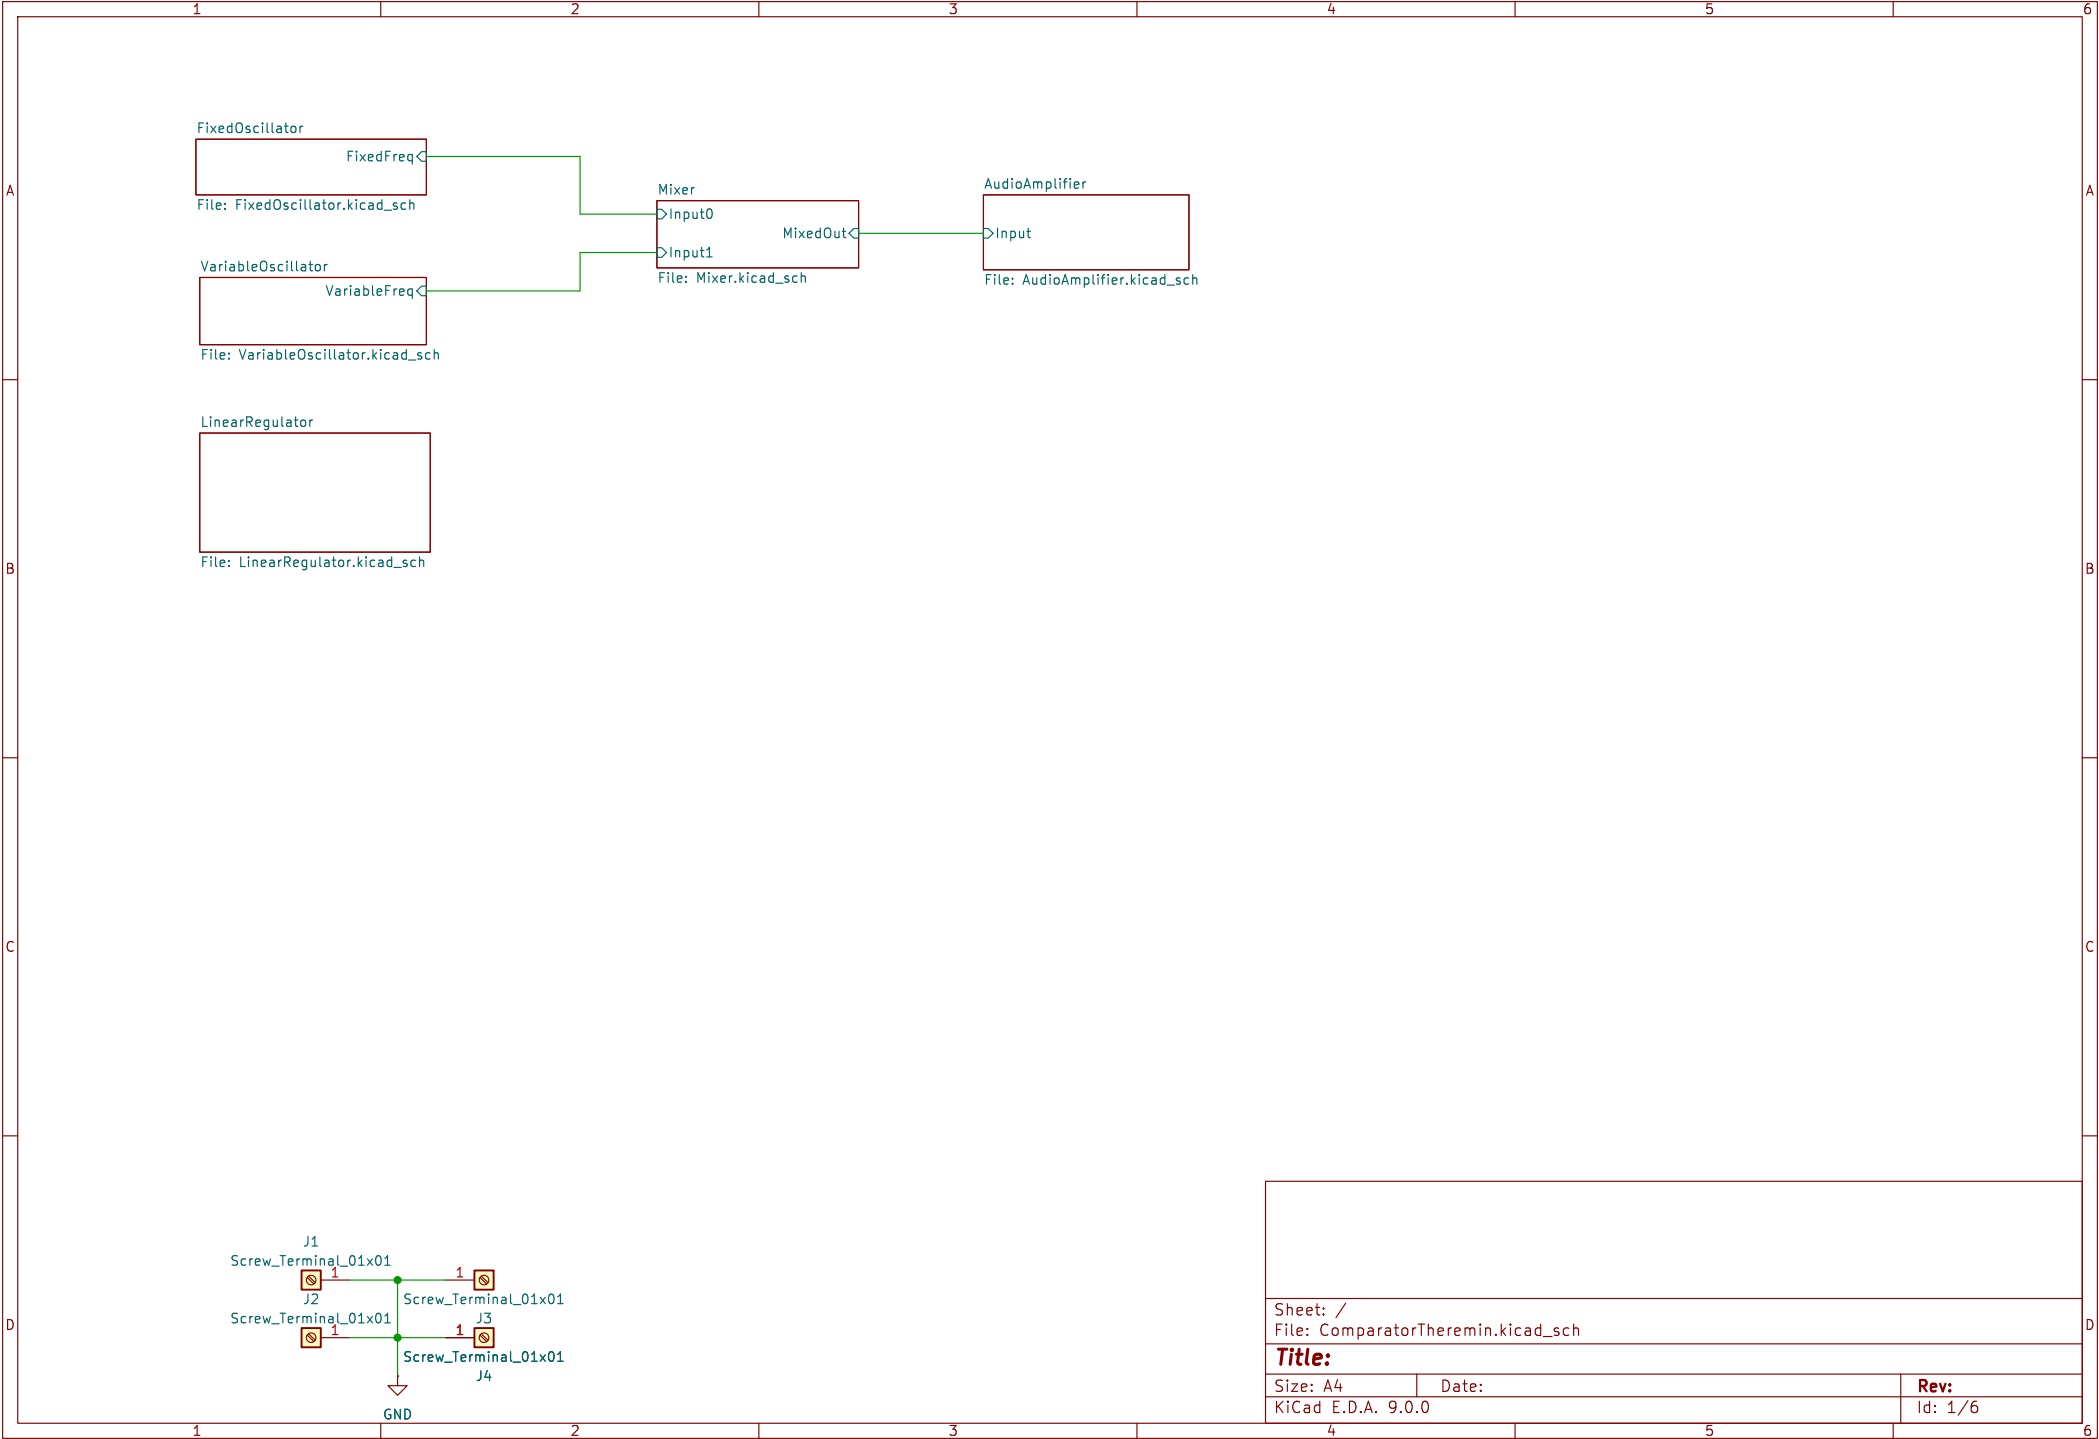 1 2 3 4 5 6
FixedOscillator
FixedFreq
File: FixedOscillator.kicad_sch
Mixer
Input0
MixedOut
Input1
File: Mixer.kicad_sch
AudioAmplifier
Input
File: AudioAmplifier.kicad_sch
A A
VariableOscillator
VariableFreq
File: VariableOscillator.kicad_sch
LinearRegulator
File: LinearRegulator.kicad_sch
B B
C C
J1
Screw_Terminal_01x01
1 1
J2
Screw_Terminal_01x01
Screw_Terminal_01x01
J3
1 1
Screw_Terminal_01x01
J4
GND
D D
Sheet: /
File: ComparatorTheremin.kicad_sch
Title:
Size: A4
Date:
Rev:
KiCad E.D.A. 9.0.0
Id: 1/6
1 2 3 4 5 6